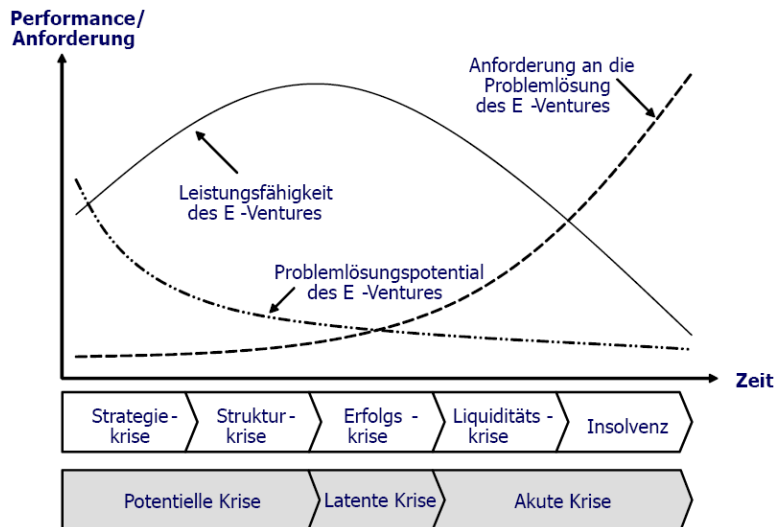 Performance/
Anforderung
Anforderung an die
Problemlösung
des E -Ventures
Leistungsfähigkeit
des E -Ventures
Problemlösungspotential
des E -Ventures
Zeit
Strategie -
krise
Struktur -
krise
Erfolgs -
krise
Liquiditäts -
krise
Insolvenz
Potentielle Krise
Latente Krise
Akute Krise